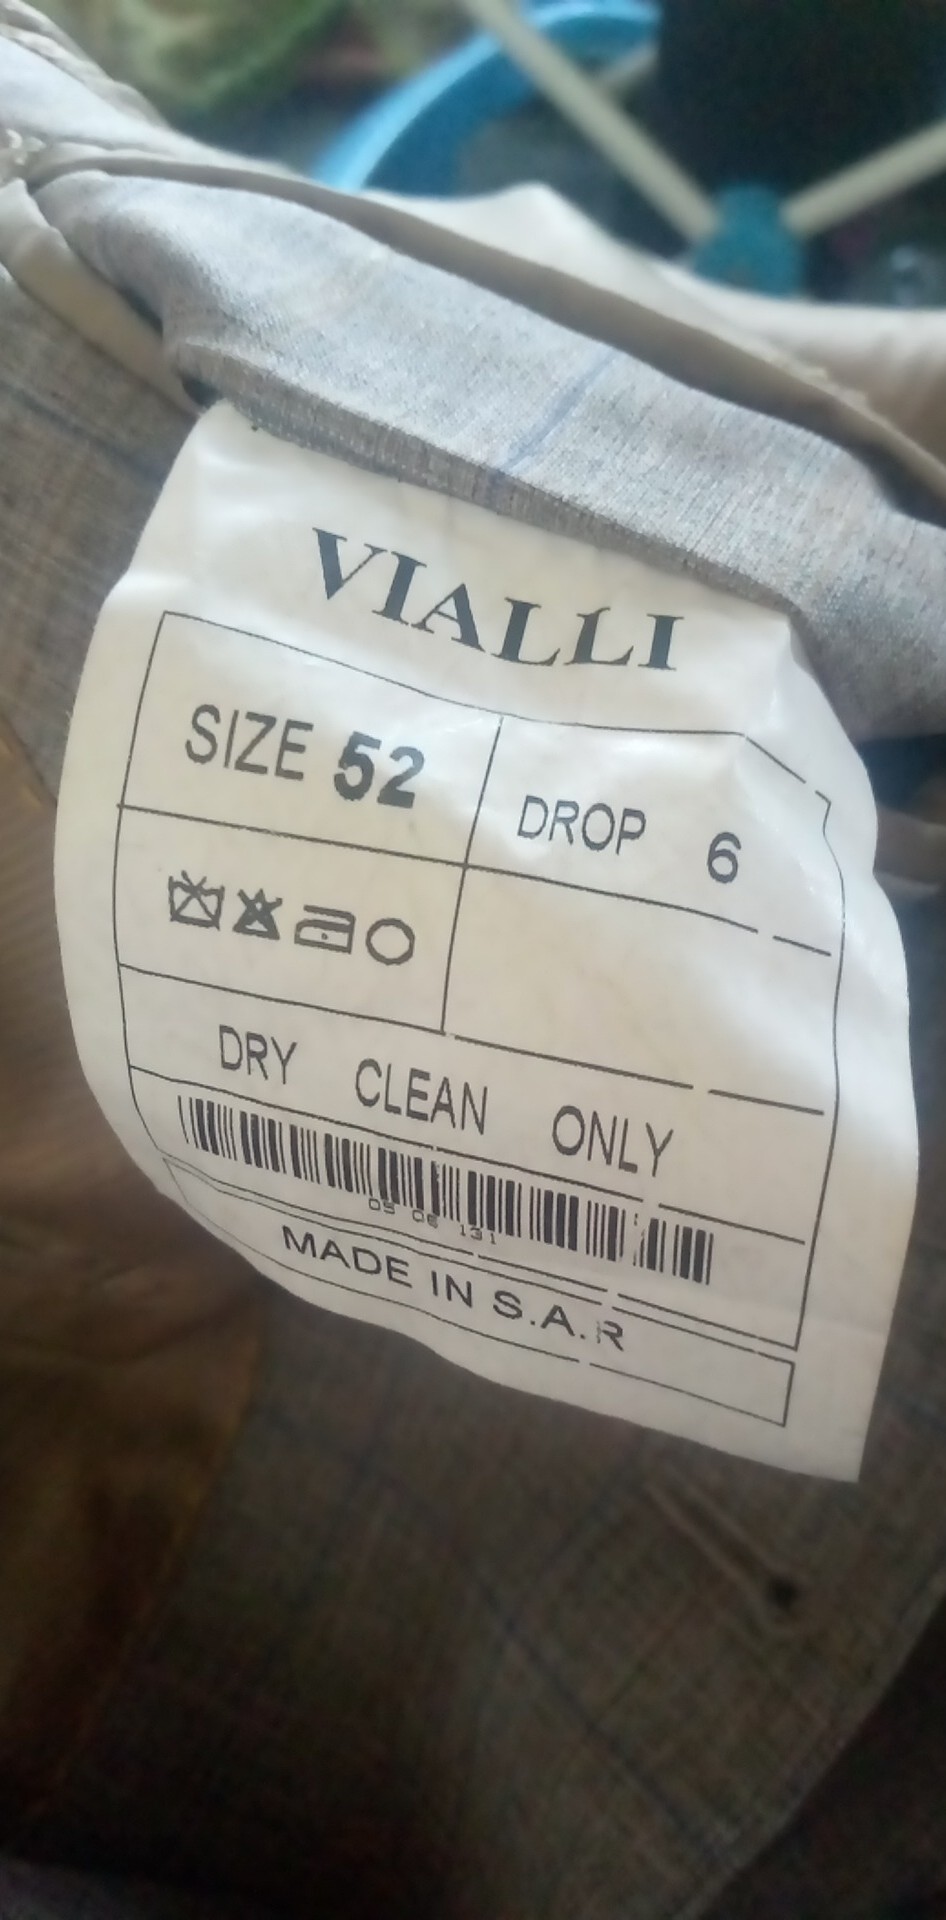 VIALLI
SIZE 52
DROP 6
DRY CLEAN ONLY
05 06 131
MADE IN S.A.R